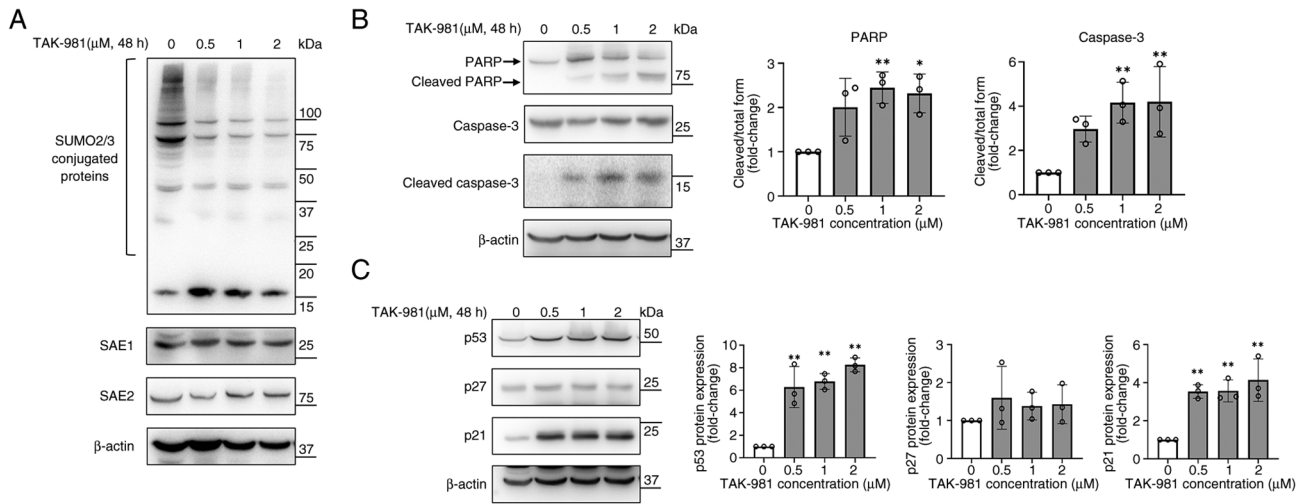 A
TAK-981(μM, 48 h) 0 0.5 1 2 kDa
SUMO2/3
conjugated
proteins
100
75
50
37
25
20
15
SAE1
25
SAE2
75
β-actin
37
B
TAK-981(μM, 48 h) 0 0.5 1 2 kDa
PARP
Cleaved PARP
75
Caspase-3
25
Cleaved caspase-3
15
β-actin
37
PARP
Cleaved/total form
(fold-change)
3
2
1
0
** *
0 0.5 1 2
TAK-981 concentration (μM)
Caspase-3
Cleaved/total form
(fold-change)
6
4
2
0
** **
0 0.5 1 2
TAK-981 concentration (μM)
C
TAK-981(μM, 48 h) 0 0.5 1 2 kDa
p53
50
p27
25
p21
25
β-actin
37
p53 protein expression
(fold-change)
10
8
6
4
2
0
** ** **
0 0.5 1 2
TAK-981 concentration (μM)
p27 protein expression
(fold-change)
3
2
1
0
0 0.5 1 2
TAK-981 concentration (μM)
p21 protein expression
(fold-change)
6
4
2
0
** ** **
0 0.5 1 2
TAK-981 concentration (μM)